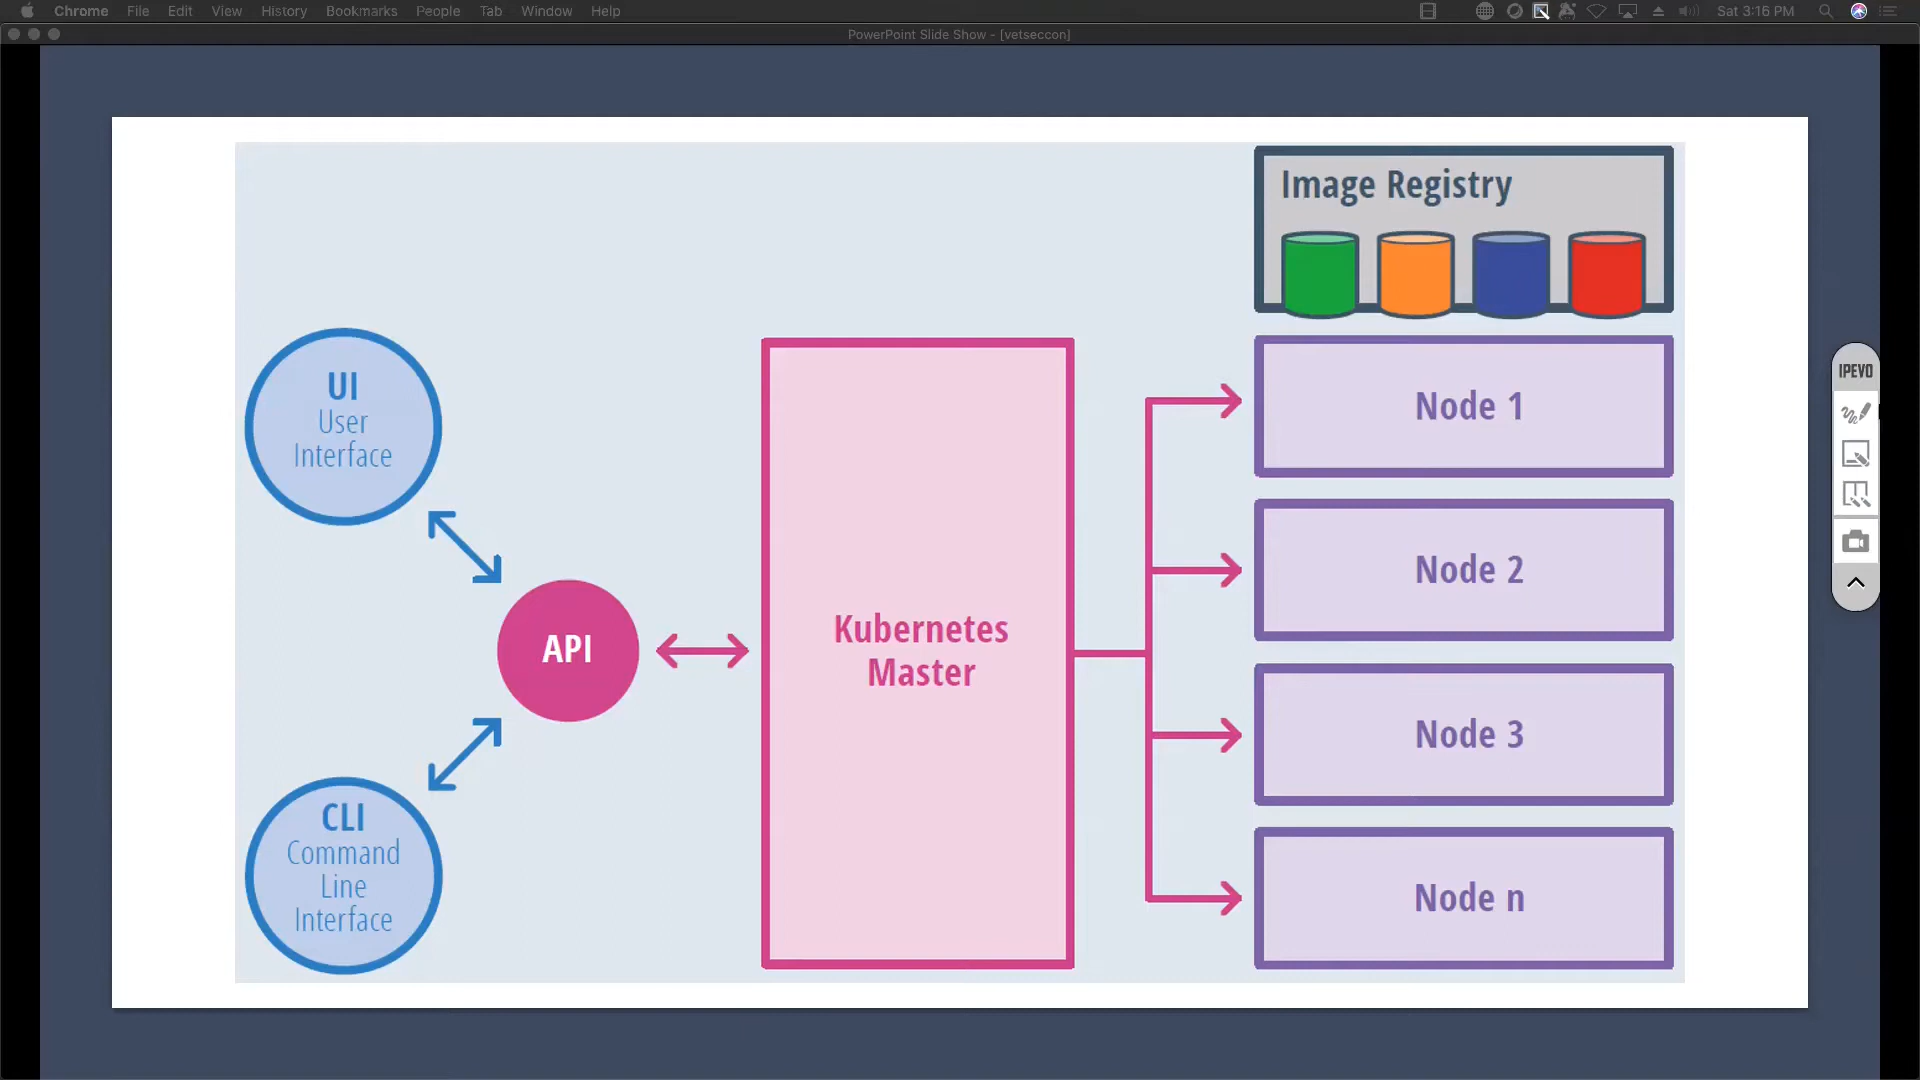 Chrome File Edit View History Bookmarks People Tab Window Help Sat 3:16 PM
PowerPoint Slide Show - [vetseccon]
Image Registry
UI
User
Interface
Node 1
IPEVO
Node 2
API
Kubernetes
Master
Node 3
CLI
Command
Line
Interface
Node n